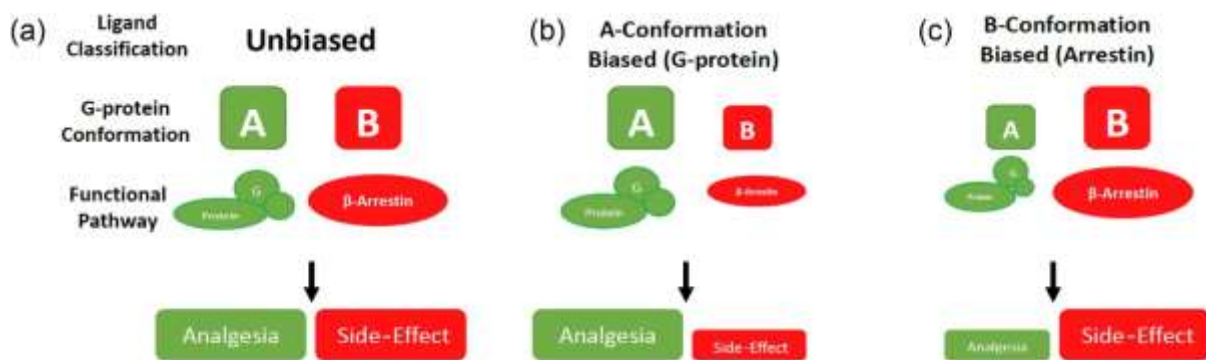 (a)
Ligand
Classification
Unbiased
(b)
A-Conformation
Biased (G-protein)
(c)
B-Conformation
Biased (Arrestin)
G-protein
Conformation
A
B
A
B
A
B
Functional
Pathway
G
Protein
β-Arrestin
G
Protein
β-Arrestin
G
Protein
β-Arrestin
Analgesia
Side-Effect
Analgesia
Side-Effect
Analgesia
Side-Effect